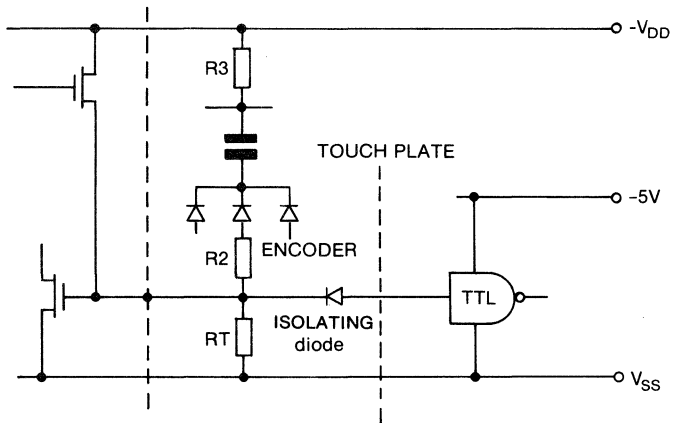 -VDD
R3
TOUCH PLATE
-5V
ENCODER
R2
TTL
ISOLATING
diode
RT
VSS